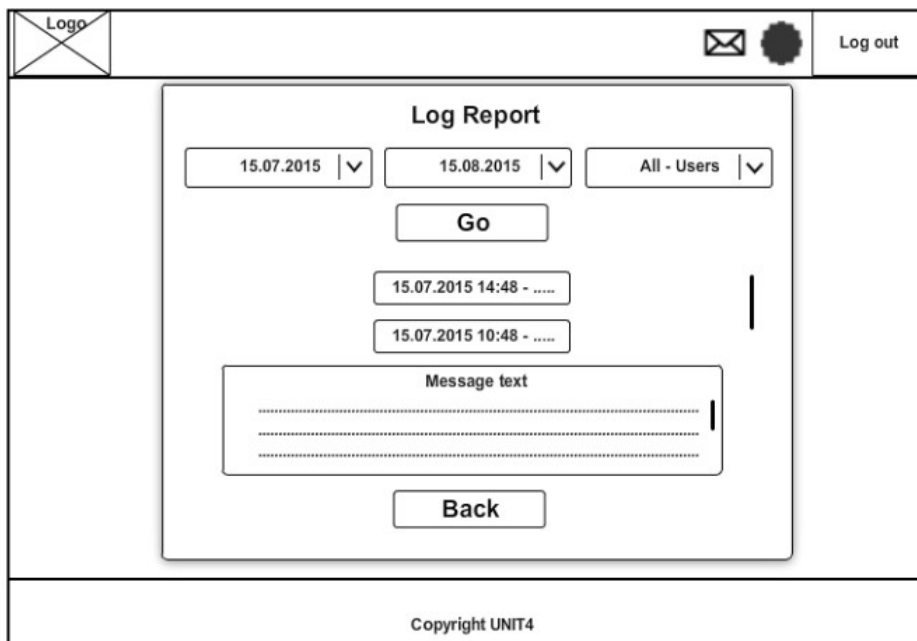 Logo
Log out
Log Report
15.07.2015
15.08.2015
All - Users
Go
15.07.2015 14:48 - .....
15.07.2015 10:48 - .....
Message text
Back
Copyright UNIT4